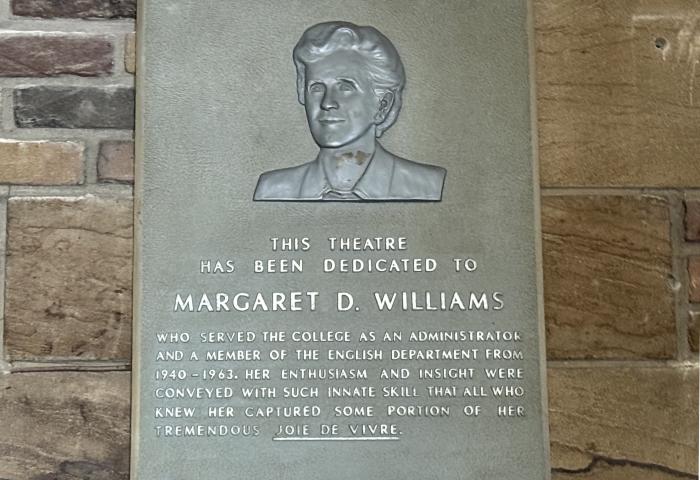 THIS THEATRE
HAS BEEN DEDICATED TO
MARGARET D. WILLIAMS
WHO SERVED THE COLLEGE AS AN ADMINISTRATOR
AND A MEMBER OF THE ENGLISH DEPARTMENT FROM
1940-1963. HER ENTHUSIASM AND INSIGHT WERE
CONVEYED WITH SUCH INNATE SKILL THAT ALL WHO
KNEW HER CAPTURED SOME PORTION OF HER
TREMENDOUS JOIE DE VIVRE.